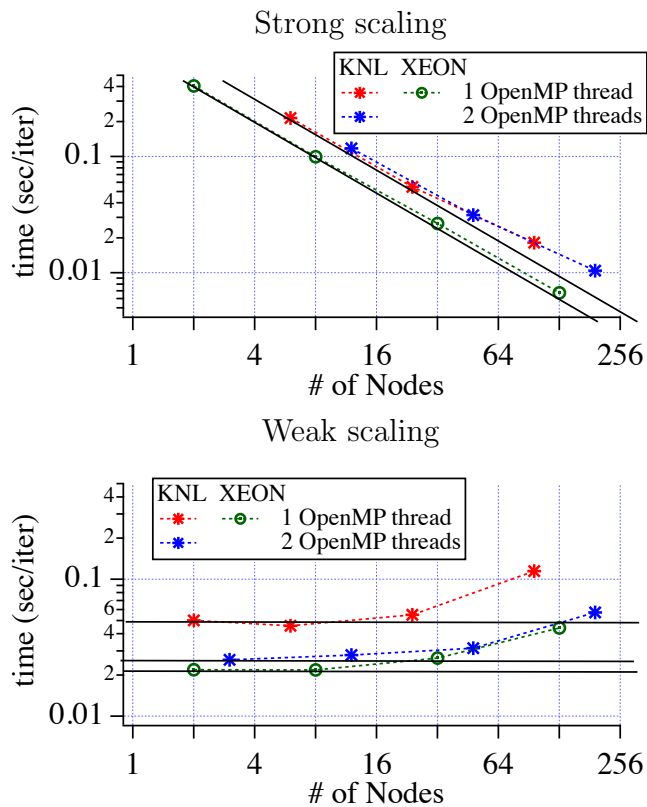 Strong scaling
KNL XEON
1 OpenMP thread
2 OpenMP threads
4
2
0.1
4
2
0.01
time (sec/iter)
1 4 16 64 256
# of Nodes
Weak scaling
KNL XEON
1 OpenMP thread
2 OpenMP threads
4
2
0.1
6
4
2
0.01
time (sec/iter)
1 4 16 64 256
# of Nodes